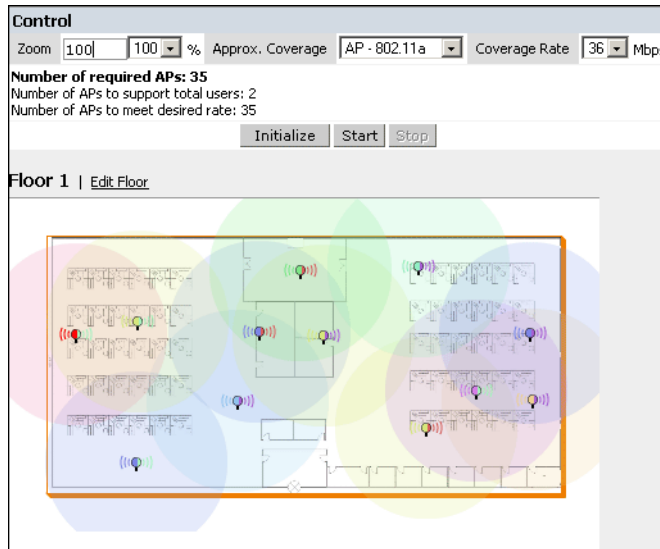 Control
Zoom 100 100 % Approx. Coverage AP - 802.11a Coverage Rate 36 Mbps
Number of required APs: 35
Number of APs to support total users: 2
Number of APs to meet desired rate: 35
Initialize Start Stop
Floor 1 | Edit Floor